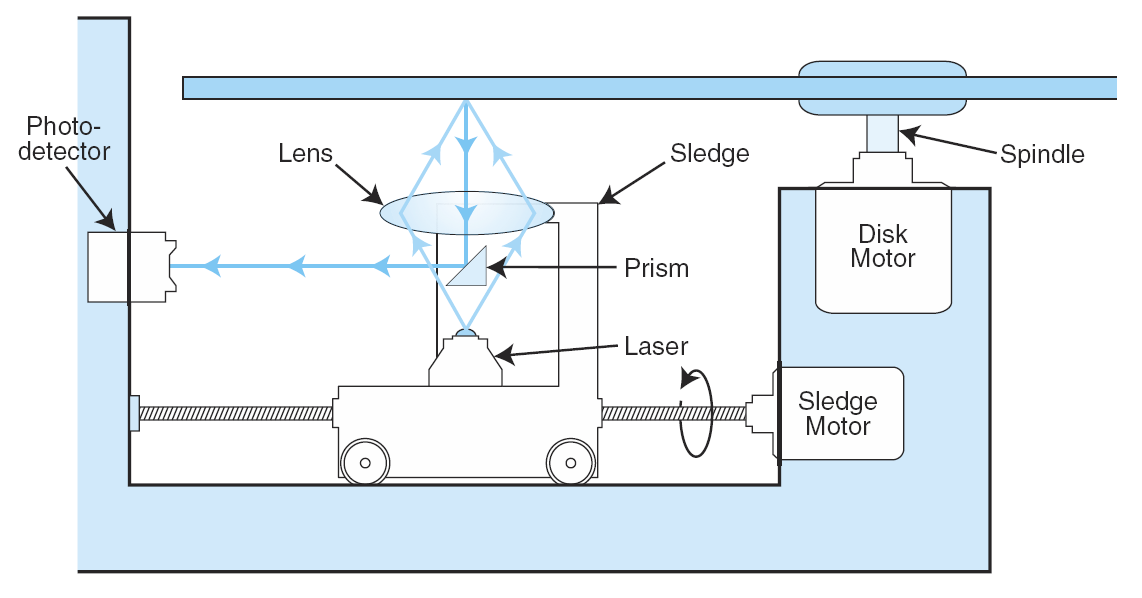 Photo-
detector
Lens
Sledge
Spindle
Disk
Motor
Prism
Laser
Sledge
Motor